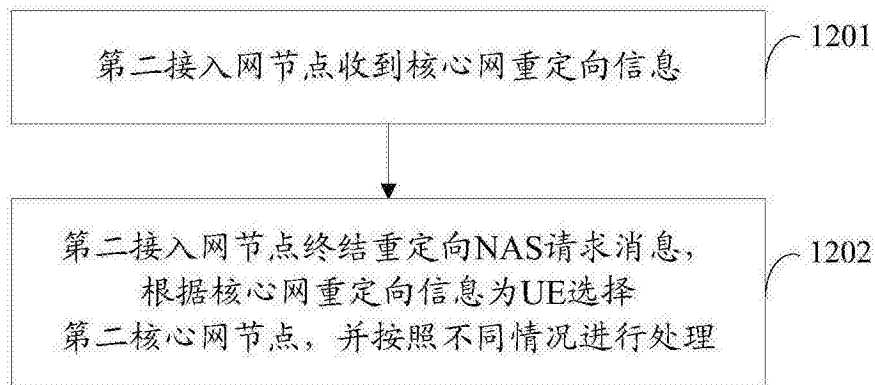 第二接入网节点收到核心网重定向信息
1201
第二接入网节点终结重定向NAS请求消息，
根据核心网重定向信息为UE选择
第二核心网节点，并按照不同情况进行处理
1202